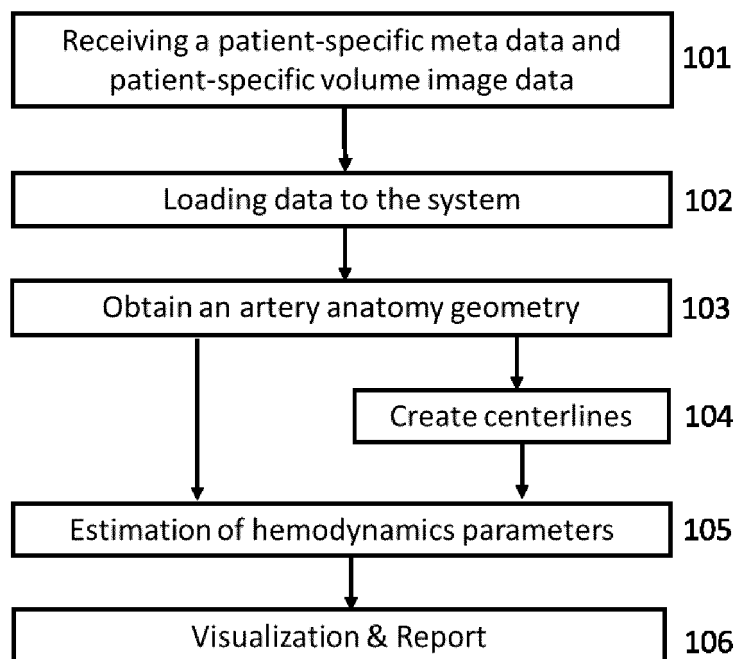 Receiving a patient-specific meta data and
patient-specific volume image data
101
Loading data to the system
102
Obtain an artery anatomy geometry
103
Create centerlines
104
Estimation of hemodynamics parameters
105
Visualization & Report
106